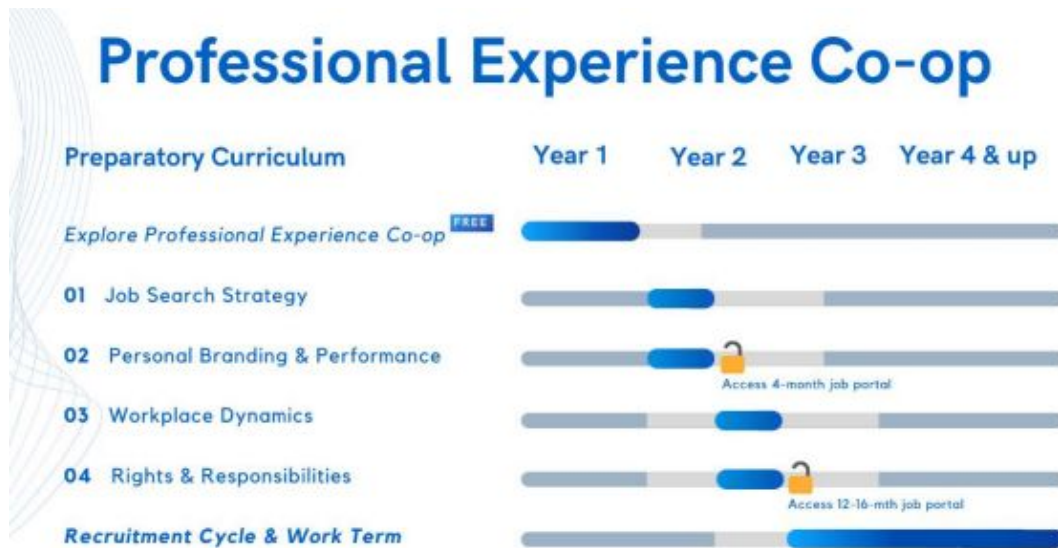 Professional Experience Co-op
Preparatory Curriculum Year 1 Year 2 Year 3 Year 4 & up
Explore Professional Experience Co-op FREE
01 Job Search Strategy
02 Personal Branding & Performance
Access 4-month job portal
03 Workplace Dynamics
04 Rights & Responsibilities
Access 12-16-mth job portal
Recruitment Cycle & Work Term